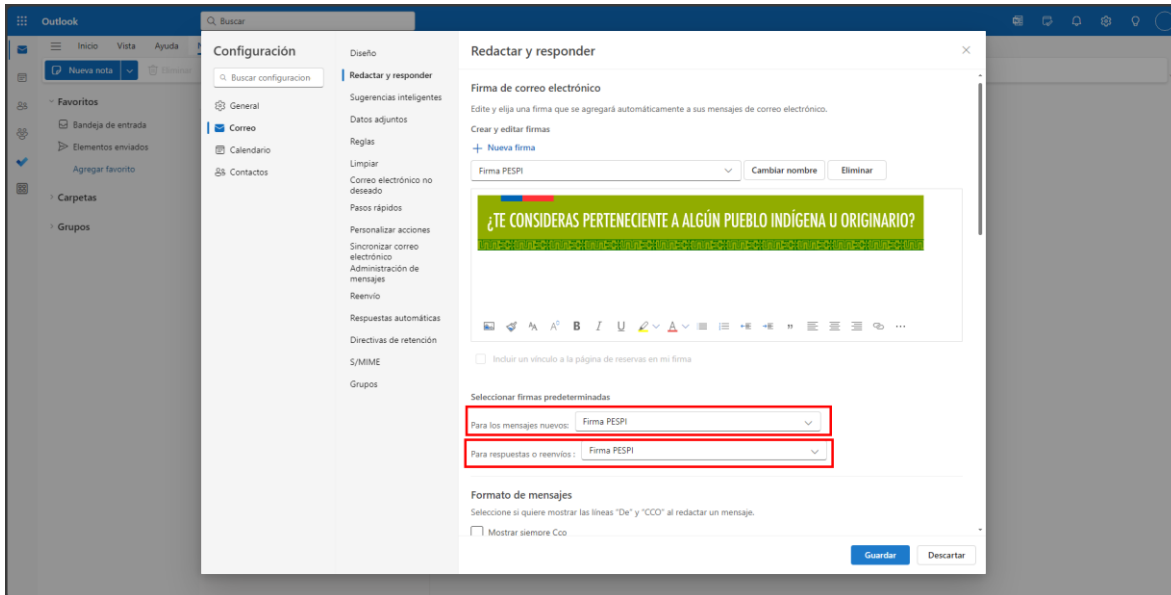 Outlook
Buscar
Inicio Vista Ayuda
Nueva nota Eliminar
Favoritos
Bandeja de entrada
Elementos enviados
Agregar favorito
Carpetas
Grupos
Configuración
Buscar configuracion
General
Correo
Calendario
Contactos
Diseño
Redactar y responder
Sugerencias inteligentes
Datos adjuntos
Reglas
Limpiar
Correo electrónico no
deseado
Pasos rápidos
Personalizar acciones
Sincronizar correo
electrónico
Administración de
mensajes
Reenvío
Respuestas automáticas
Directivas de retención
S/MIME
Grupos
Redactar y responder
Firma de correo electrónico
Edite y elija una firma que se agregará automáticamente a sus mensajes de correo electrónico.
Crear y editar firmas
Nueva firma
Firma PESPI Cambiar nombre Eliminar
¿TE CONSIDERAS PERTENECIENTE A ALGÚN PUEBLO INDÍGENA U ORIGINARIO?
B I U A
Incluir un vínculo a la página de reservas en mi firma
Seleccionar firmas predeterminadas
Para los mensajes nuevos: Firma PESPI
Para respuestas o reenvíos : Firma PESPI
Formato de mensajes
Seleccione si quiere mostrar las líneas "De" y "CCO" al redactar un mensaje.
Mostrar siempre Cco
Guardar Descartar